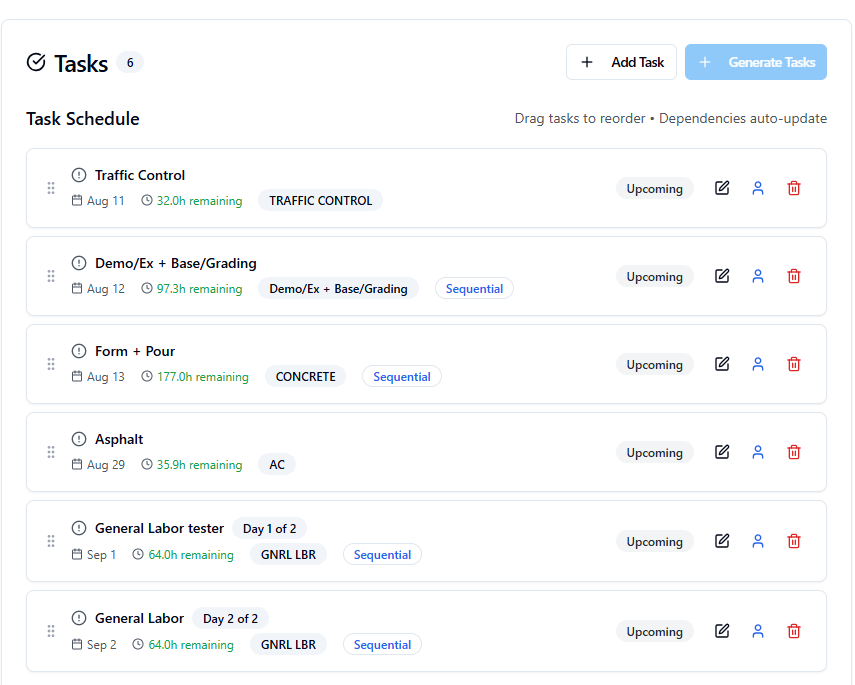 Tasks 6
+ Add Task
+ Generate Tasks
Task Schedule
Drag tasks to reorder • Dependencies auto-update
Traffic Control
Aug 11 32.0h remaining TRAFFIC CONTROL
Upcoming
Demo/Ex + Base/Grading
Aug 12 97.3h remaining Demo/Ex + Base/Grading Sequential
Upcoming
Form + Pour
Aug 13 177.0h remaining CONCRETE Sequential
Upcoming
Asphalt
Aug 29 35.9h remaining AC
Upcoming
General Labor tester Day 1 of 2
Sep 1 64.0h remaining GNRL LBR Sequential
Upcoming
General Labor Day 2 of 2
Sep 2 64.0h remaining GNRL LBR Sequential
Upcoming